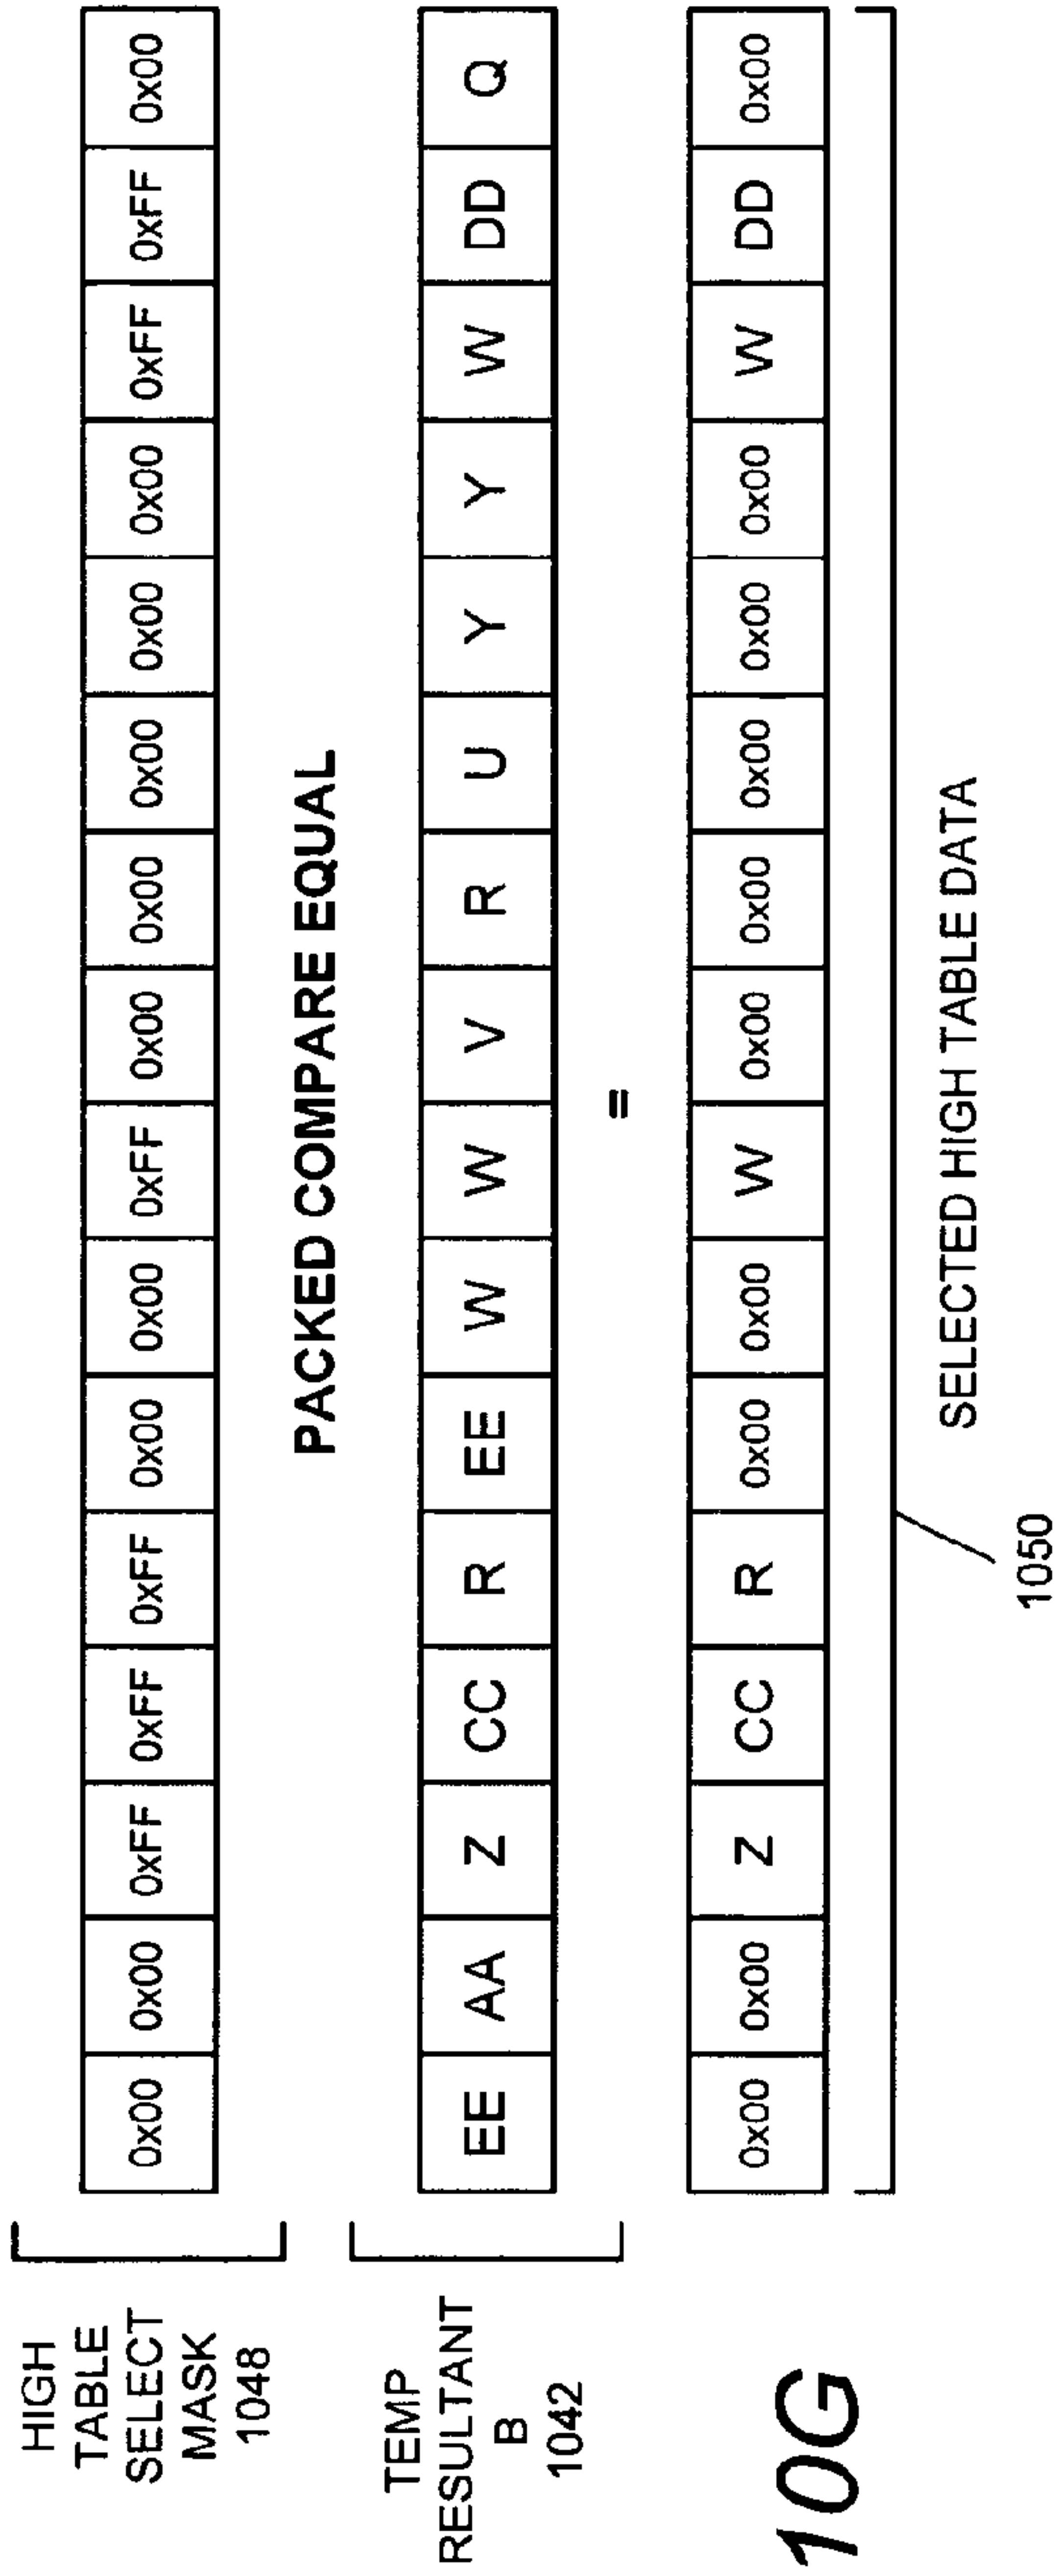 HIGH
TABLE
SELECT
MASK
1048
0x00 0x00 0xFF 0xFF 0xFF 0x00 0x00 0xFF 0x00 0x00 0x00 0x00 0x00 0xFF 0xFF 0x00
PACKED COMPARE EQUAL
TEMP
RESULTANT
B
1042
EE AA Z CC R EE W W V R U Y Y W DD Q
=
0x00 0x00 Z CC R 0x00 0x00 W 0x00 0x00 0x00 0x00 0x00 W DD 0x00
1050
SELECTED HIGH TABLE DATA
10G